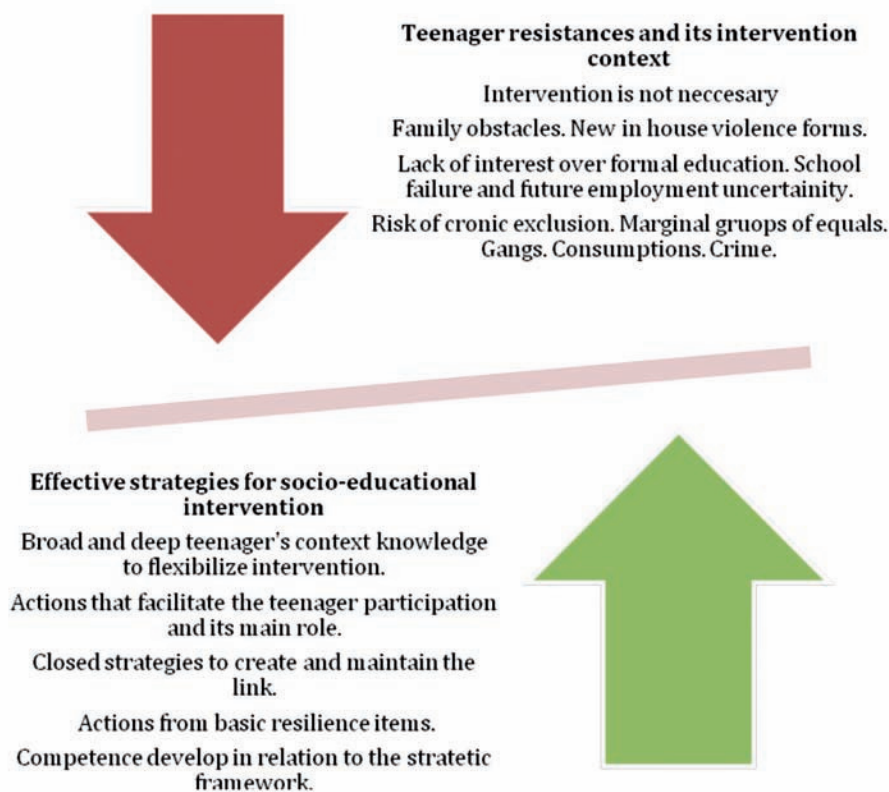 Teenager resistances and its intervention
context
Intervention is not neccesary
Family obstacles. New in house violence forms.
Lack of interest over formal education. School
failure and future employment uncertainity.
Risk of cronic exclusion. Marginal gruops of equals.
Gangs. Consumptions. Crime.
Effective strategies for socio-educational
intervention
Broad and deep teenager's context knowledge
to flexibilize intervention.
Actions that facilitate the teenager participation
and its main role.
Closed strategies to create and maintain the
link.
Actions from basic resilience items.
Competence develop in relation to the stratetic
framework.